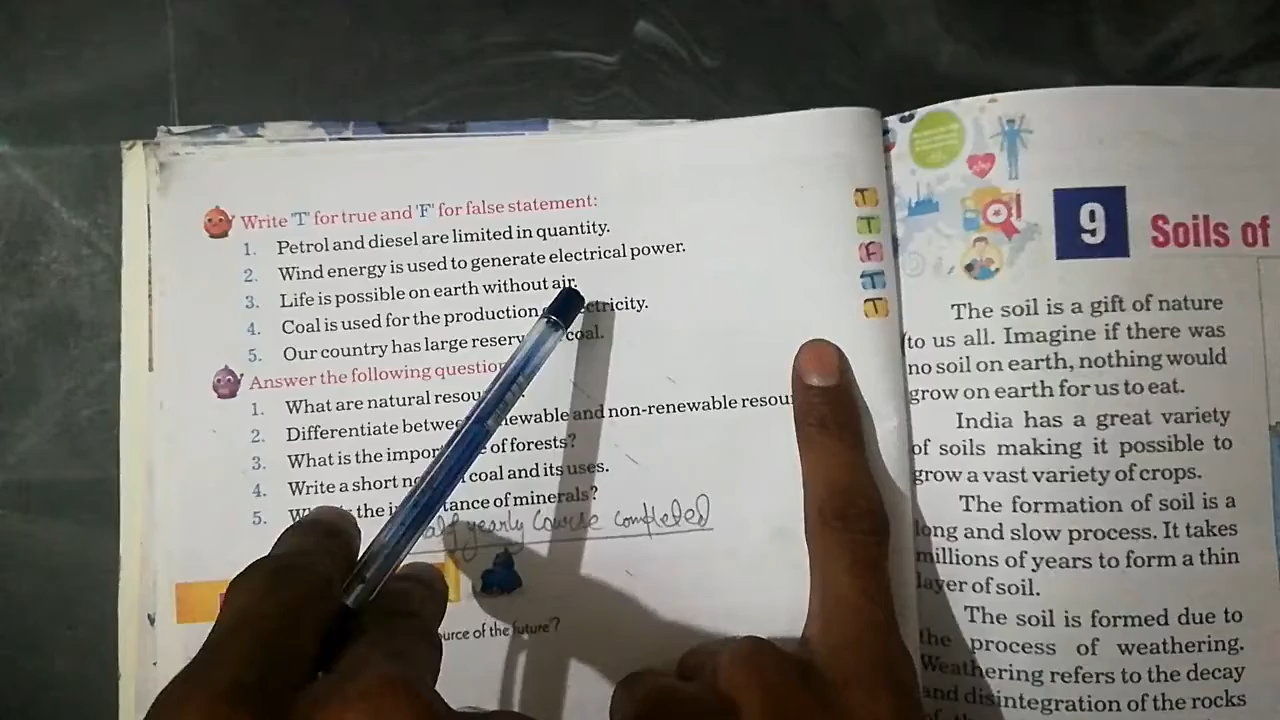 Write 'T' for true and 'F' for false statement:
1. Petrol and diesel are limited in quantity. T
2. Wind energy is used to generate electrical power. T
3. Life is possible on earth without air. F
4. Coal is used for the production ctricity. T
5. Our country has large reserv coal. T
Answer the following question
1. What are natural resou
2. Differentiate betwee newable and non-renewable resou
3. What is the impor of forests?
4. Write a short no coal and its uses.
5. the i tance of minerals?
alf yearly Course completed
urce of the future'?
9 Soils of
The soil is a gift of nature
to us all. Imagine if there was
no soil on earth, nothing would
grow on earth for us to eat.
India has a great variety
of soils making it possible to
grow a vast variety of crops.
The formation of soil is a
long and slow process. It takes
millions of years to form a thin
layer of soil.
The soil is formed due to
the process of weathering.
Weathering refers to the decay
and disintegration of the rocks